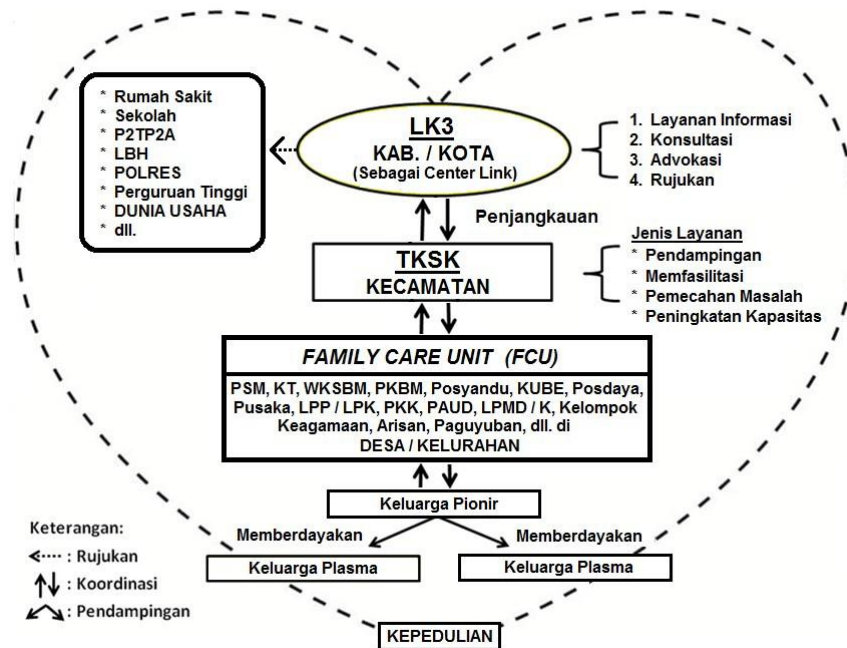 * Rumah Sakit
* Sekolah
* P2TP2A
* LBH
* POLRES
* Perguruan Tinggi
* DUNIA USAHA
* dll.
LK3
KAB. / KOTA
(Sebagai Center Link)
1. Layanan Informasi
2. Konsultasi
3. Advokasi
4. Rujukan
Penjangkauan
TKSK
KECAMATAN
Jenis Layanan
* Pendampingan
* Memfasilitasi
* Pemecahan Masalah
* Peningkatan Kapasitas
FAMILY CARE UNIT (FCU)
PSM, KT, WKSBM, PKBM, Posyandu, KUBE, Posdaya,
Pusaka, LPP / LPK, PKK, PAUD, LPMD / K, Kelompok
Keagamaan, Arisan, Paguyuban, dll. di
DESA / KELURAHAN
Keluarga Pionir
Memberdayakan
Memberdayakan
Keluarga Plasma
Keluarga Plasma
Keterangan:
: Rujukan
: Koordinasi
: Pendampingan
KEPEDULIAN